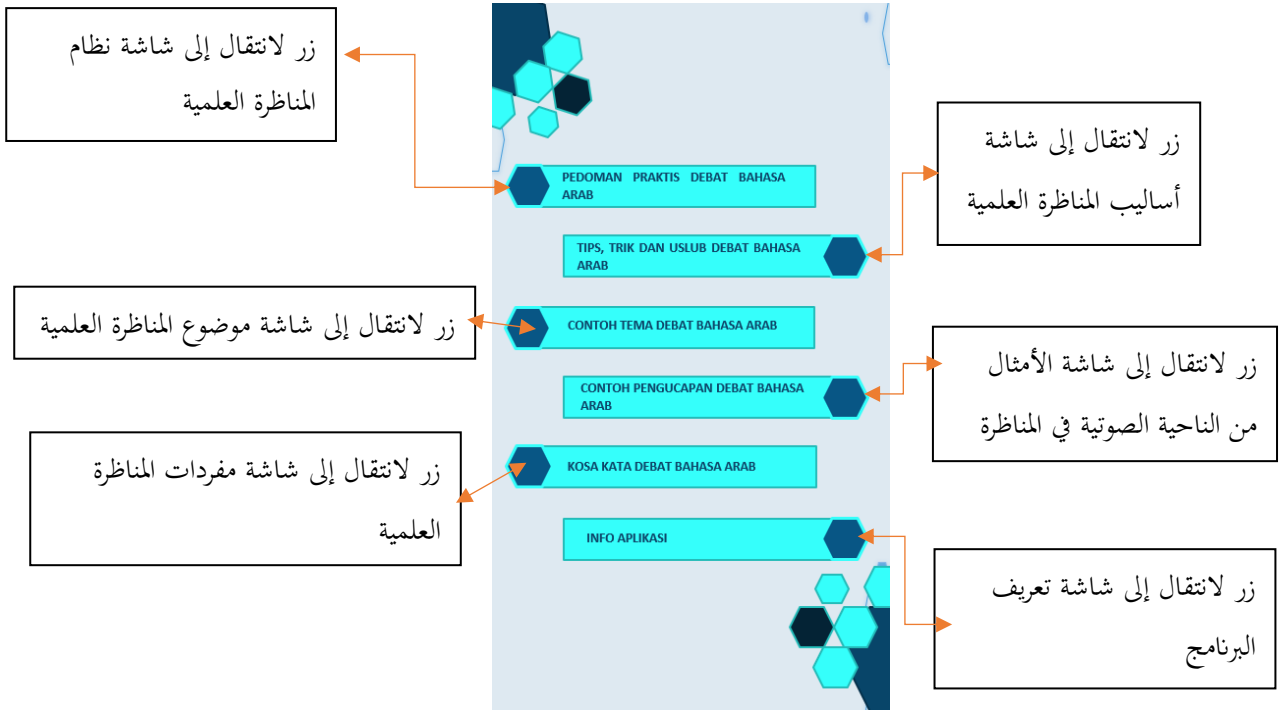 زر لانتقال إلى شاشة نظام
المناظرة العلمية
PEDOMAN PRAKTIS DEBAT BAHASA
ARAB
زر لانتقال إلى شاشة
أساليب المناظرة العلمية
TIPS, TRIK DAN USLUB DEBAT BAHASA
ARAB
زر لانتقال إلى شاشة موضوع المناظرة العلمية
CONTOH TEMA DEBAT BAHASA ARAB
زر لانتقال إلى شاشة الأمثال
من الناحية الصوتية في المناظرة
CONTOH PENGUCAPAN DEBAT BAHASA
ARAB
زر لانتقال إلى شاشة مفردات المناظرة
العلمية
KOSA KATA DEBAT BAHASA ARAB
INFO APLIKASI
زر لانتقال إلى شاشة تعريف
البرنامج